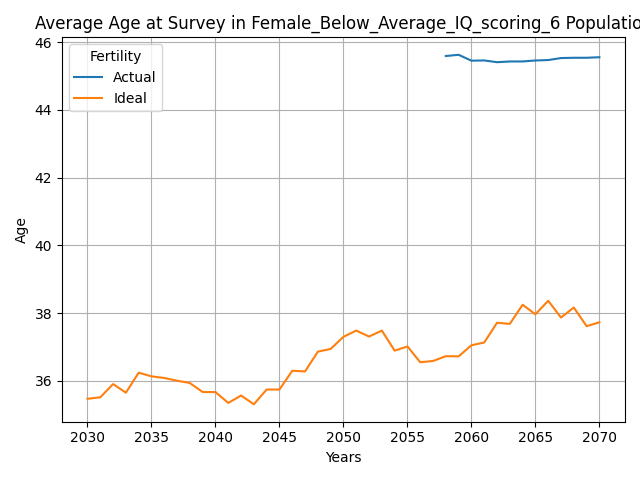 Average Age at Survey in Female_Below_Average_IQ_scoring_6 Populatio
46
44
42
40
38
36
Age
Fertility
Actual
Ideal
2030 2035 2040 2045 2050 2055 2060 2065 2070
Years